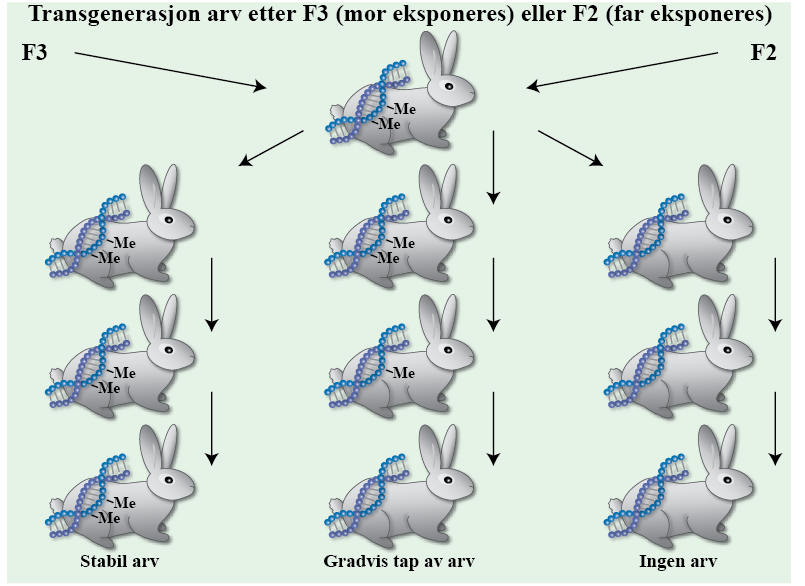 Transgenerasjon arv etter F3 (mor eksponeres) eller F2 (far eksponeres)
F3
F2
Me
Me
Me
Me
Me
Me
Me
Me
Me
Me
Me
Stabil arv
Gradvis tap av arv
Ingen arv